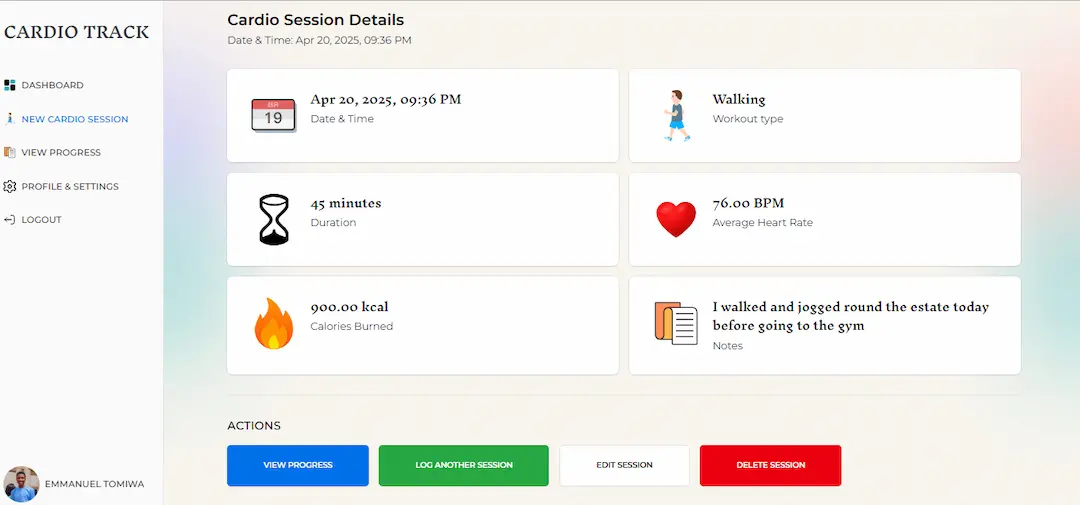 CARDIO TRACK
DASHBOARD
NEW CARDIO SESSION
VIEW PROGRESS
PROFILE & SETTINGS
LOGOUT
EMMANUEL TOMIWA
Cardio Session Details
Date & Time: Apr 20, 2025, 09:36 PM
19
Apr 20, 2025, 09:36 PM
Date & Time
Walking
Workout type
45 minutes
Duration
76.00 BPM
Average Heart Rate
900.00 kcal
Calories Burned
I walked and jogged round the estate today
before going to the gym
Notes
ACTIONS
VIEW PROGRESS
LOG ANOTHER SESSION
EDIT SESSION
DELETE SESSION